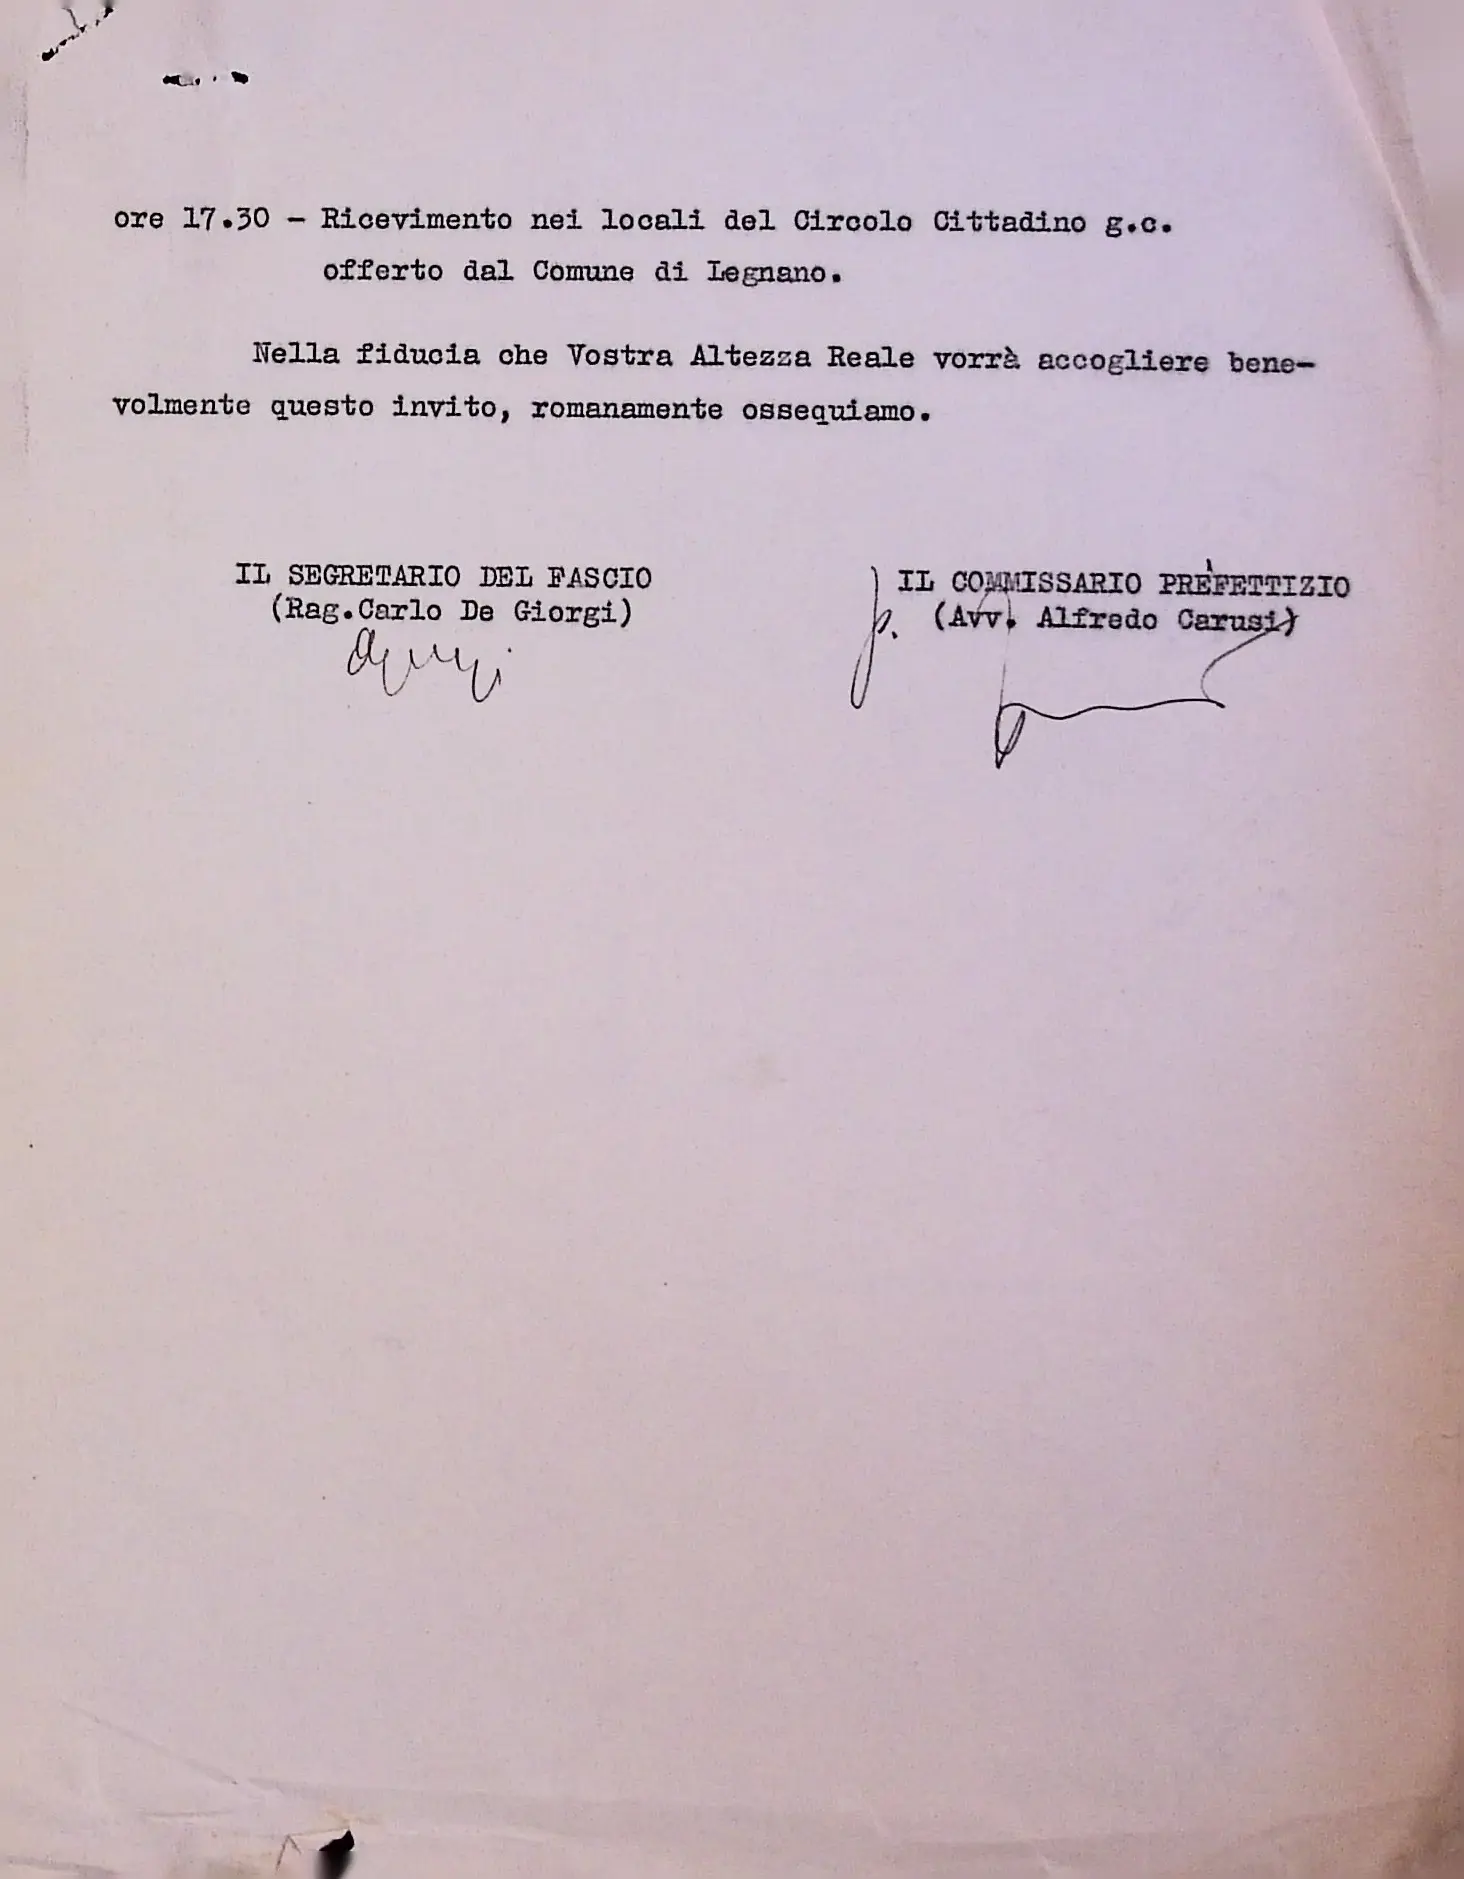 ore 17.30 - Ricevimento nei locali del Circolo Cittadino g.c.
offerto dal Comune di Legnano.
Nella fiducia che Vostra Altezza Reale vorrà accogliere bene-
volmente questo invito, romanamente ossequiamo.
IL SEGRETARIO DEL FASCIO
(Rag.Carlo De Giorgi)
p. IL COMMISSARIO PREFETTIZIO
(Avv. Alfredo Carusi)